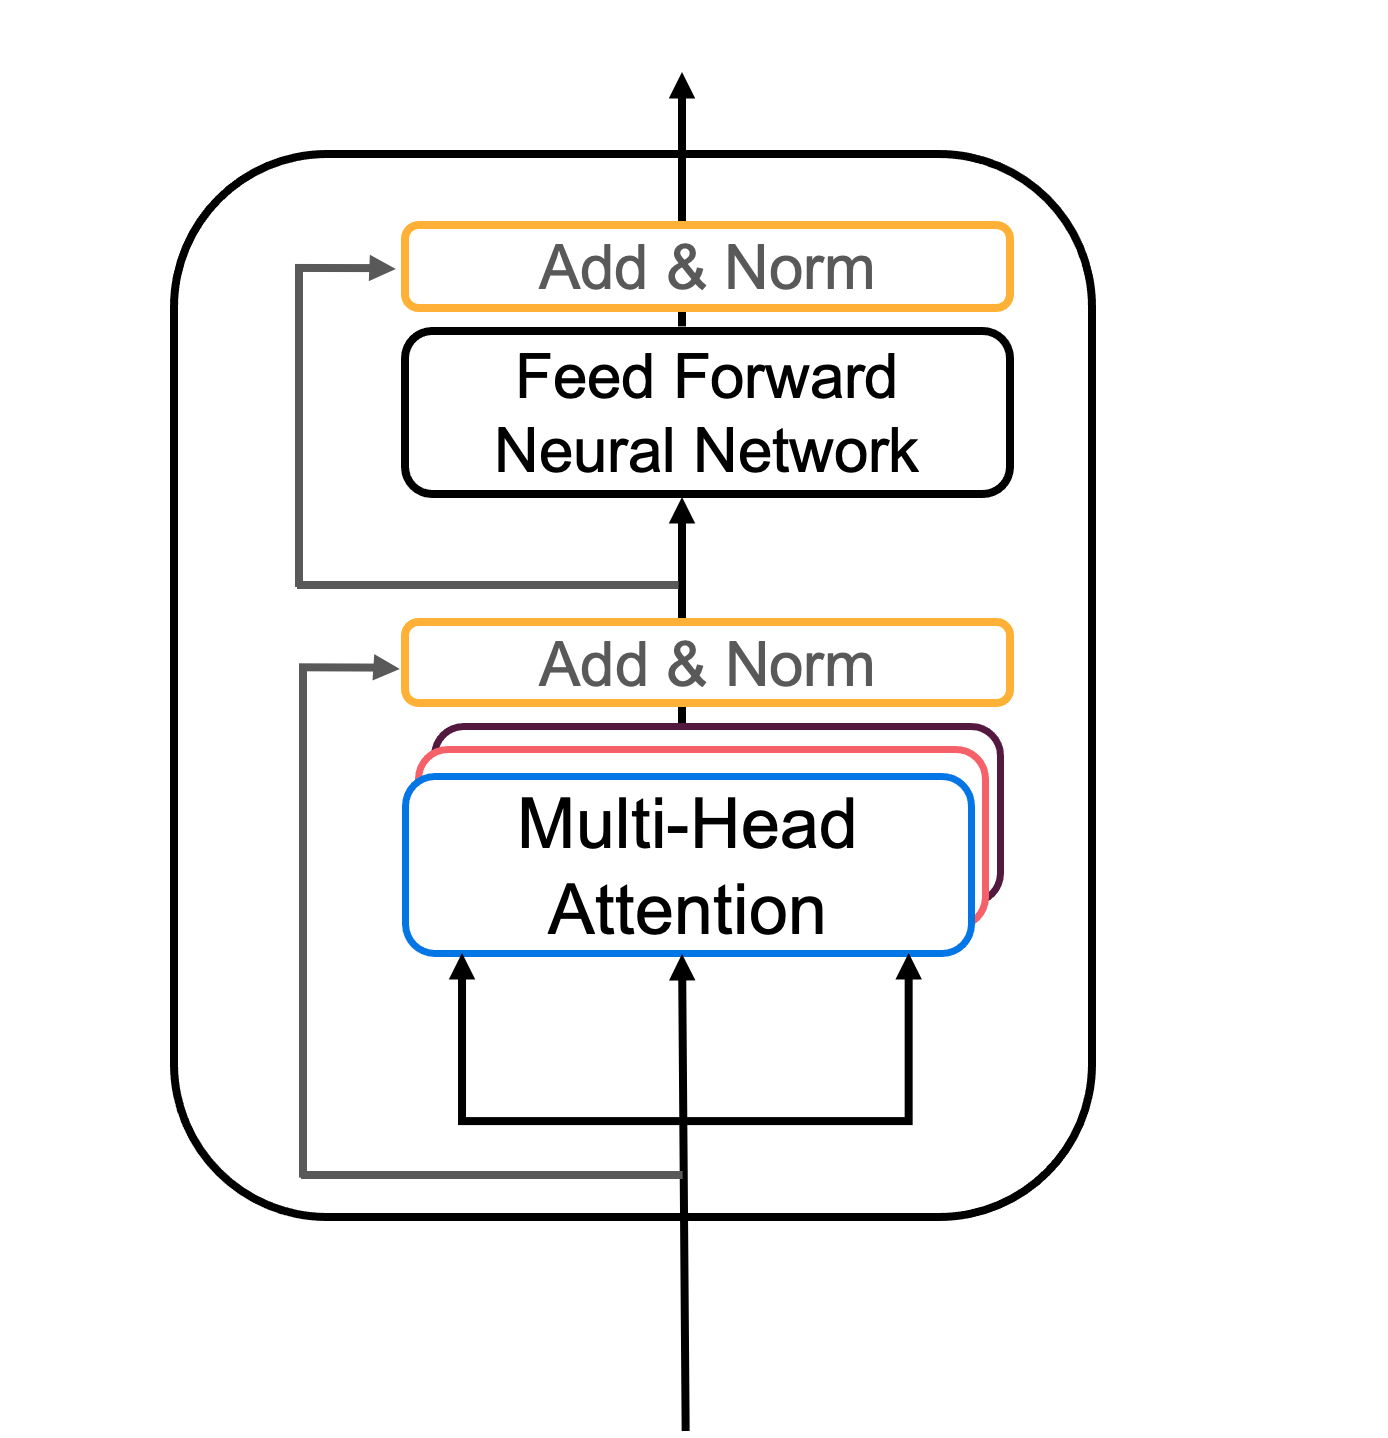 Add & Norm
Feed Forward
Neural Network
Add & Norm
Multi-Head
Attention